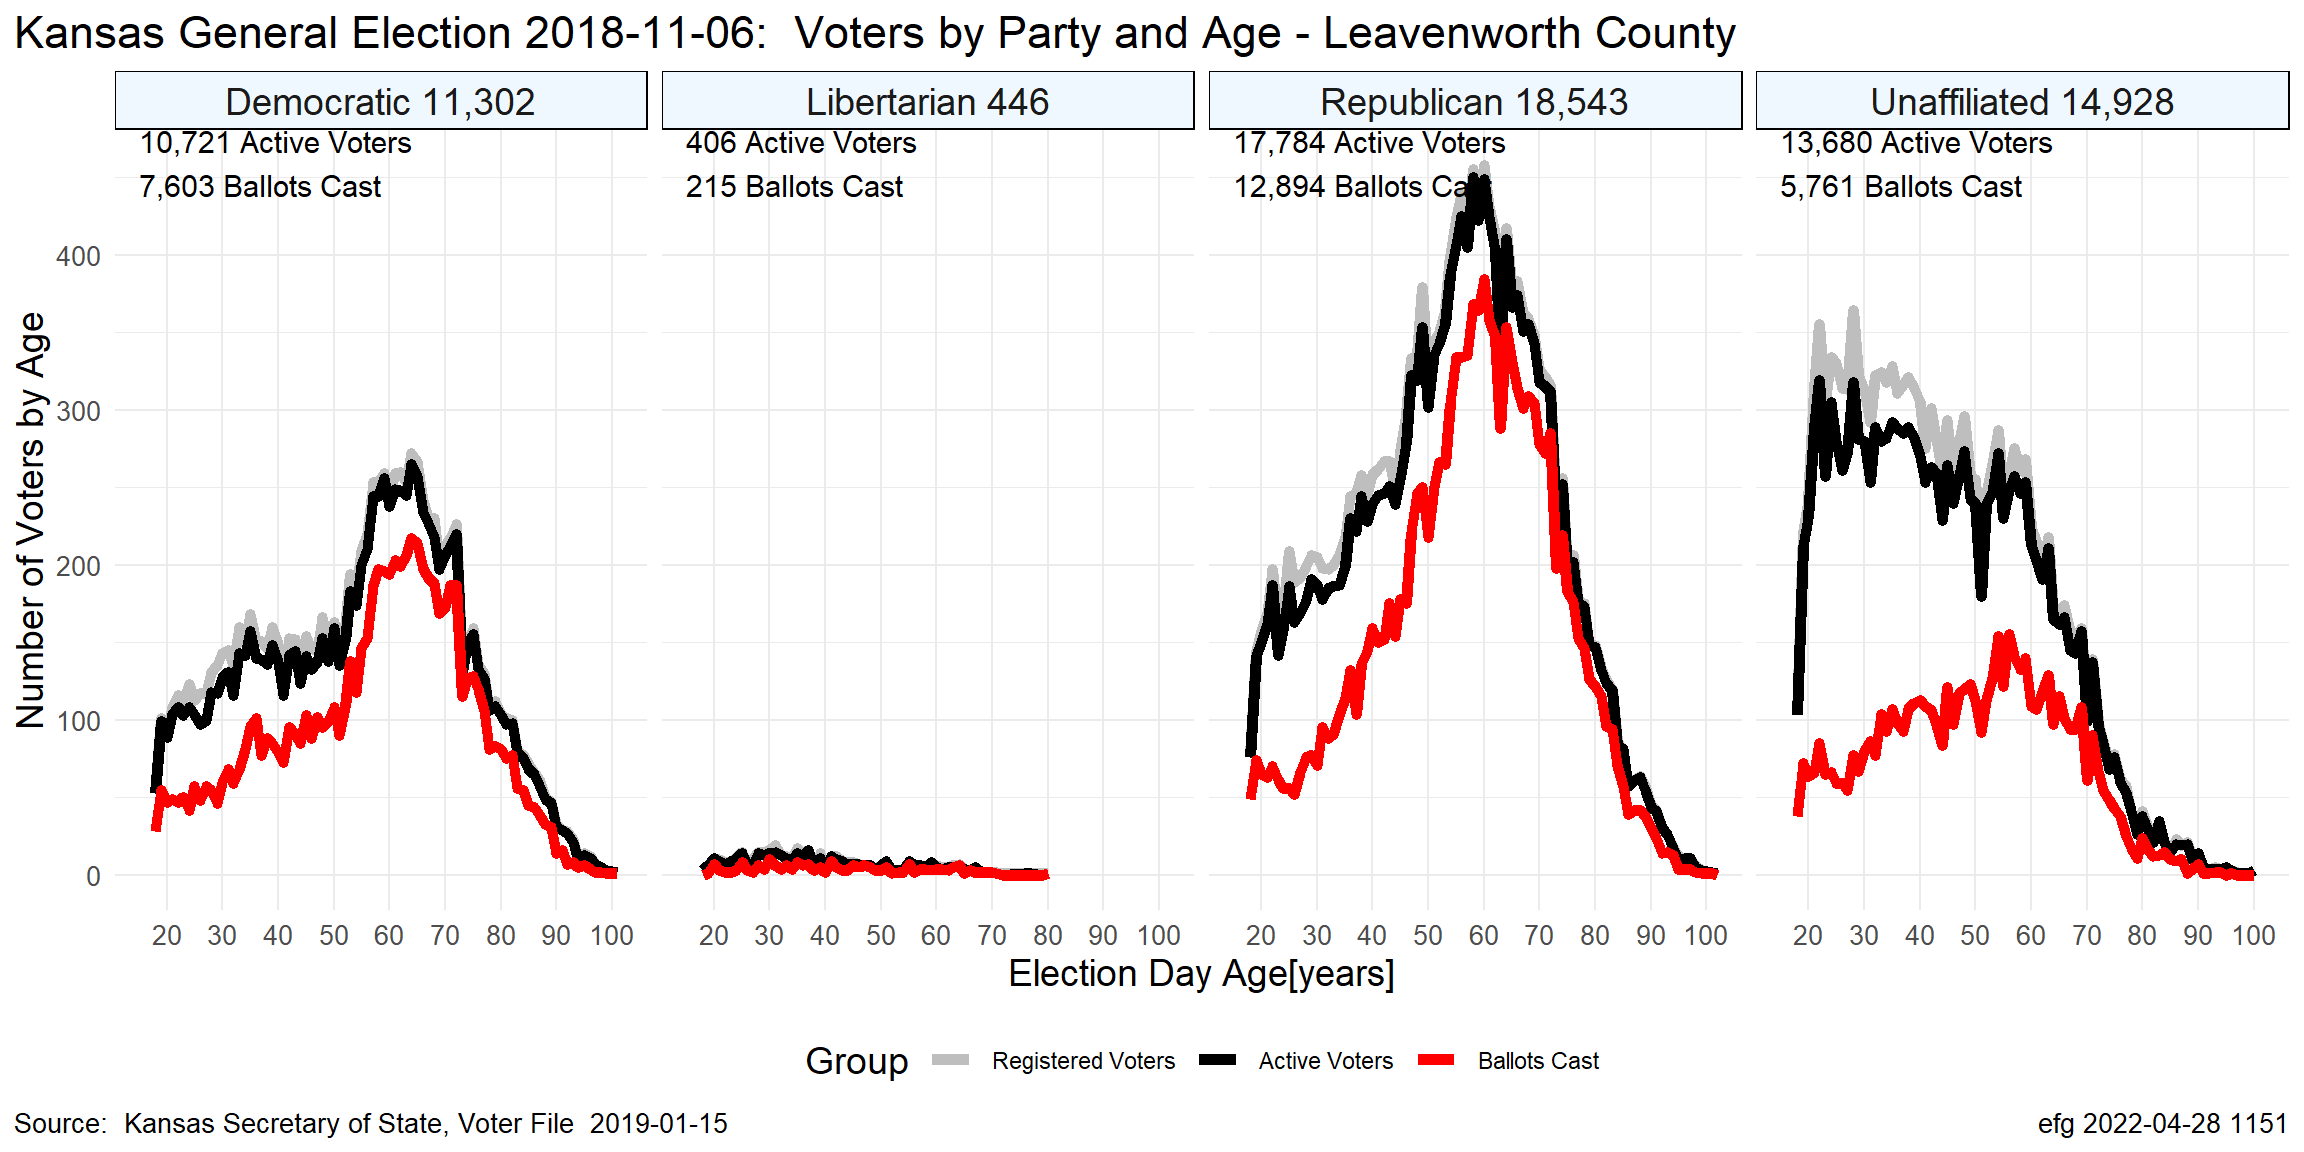 Kansas General Election 2018-11-06:  Voters by Party and Age - Leavenworth County
Democratic 11,302
Libertarian 446
Republican 18,543
Unaffiliated 14,928
10,721 Active Voters
7,603 Ballots Cast
406 Active Voters
215 Ballots Cast
17,784 Active Voters
12,894 Ballots Cast
13,680 Active Voters
5,761 Ballots Cast
Number of Voters by Age
400
300
200
100
0
20 30 40 50 60 70 80 90 100
20 30 40 50 60 70 80 90 100
20 30 40 50 60 70 80 90 100
20 30 40 50 60 70 80 90 100
Election Day Age[years]
Group Registered Voters Active Voters Ballots Cast
Source:  Kansas Secretary of State, Voter File  2019-01-15
efg 2022-04-28 1151